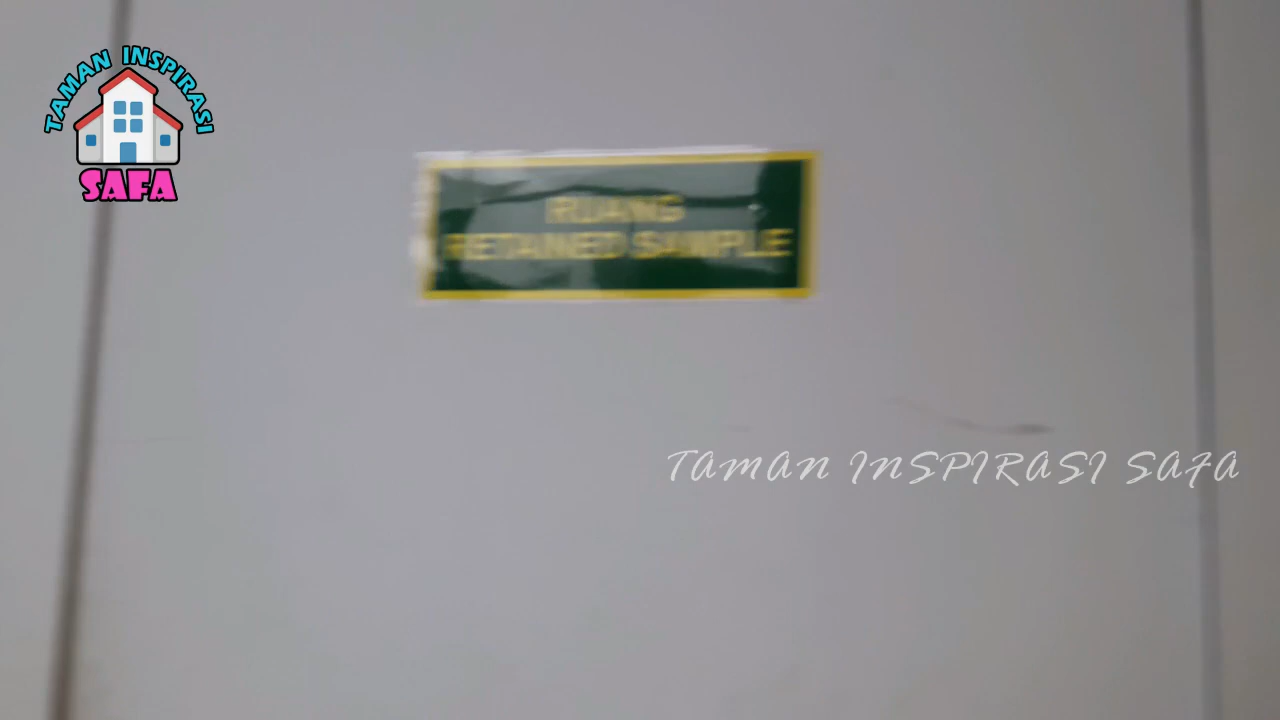 TAMAN INSPIRASI
SAFA
RUANG
RETAINED SAMPLE
TAMAN INSPIRASI SAFA